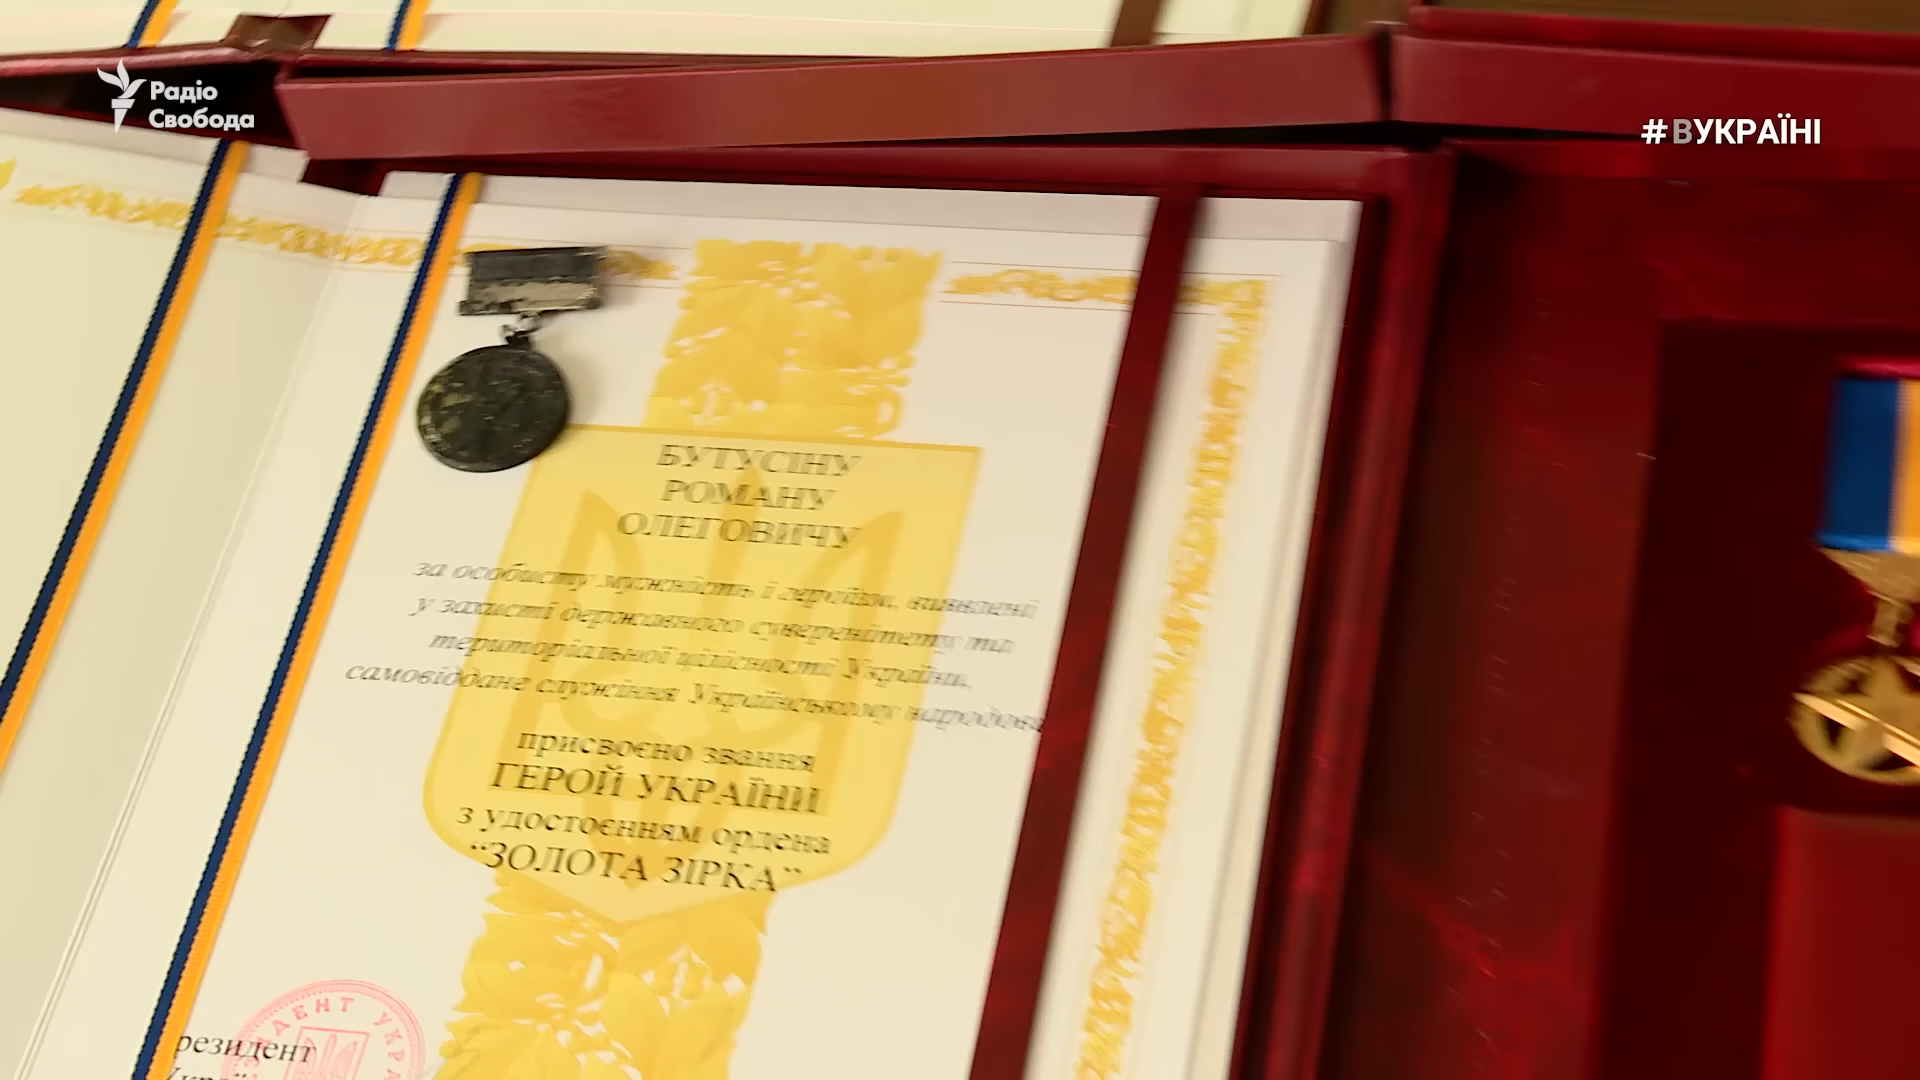 Радіо
Свобода
#ВУКРАЇНІ
БУТУСІНУ
РОМАНУ
ОЛЕГОВИЧУ
за особисту мужність і героїзм, виявлені
у захисті державного суверенітету та
територіальної цілісності України,
самовіддане служіння Українському народові
присвоєно звання
ГЕРОЙ УКРАЇНИ
з удостоєнням ордена
“ЗОЛОТА ЗІРКА”
резидент